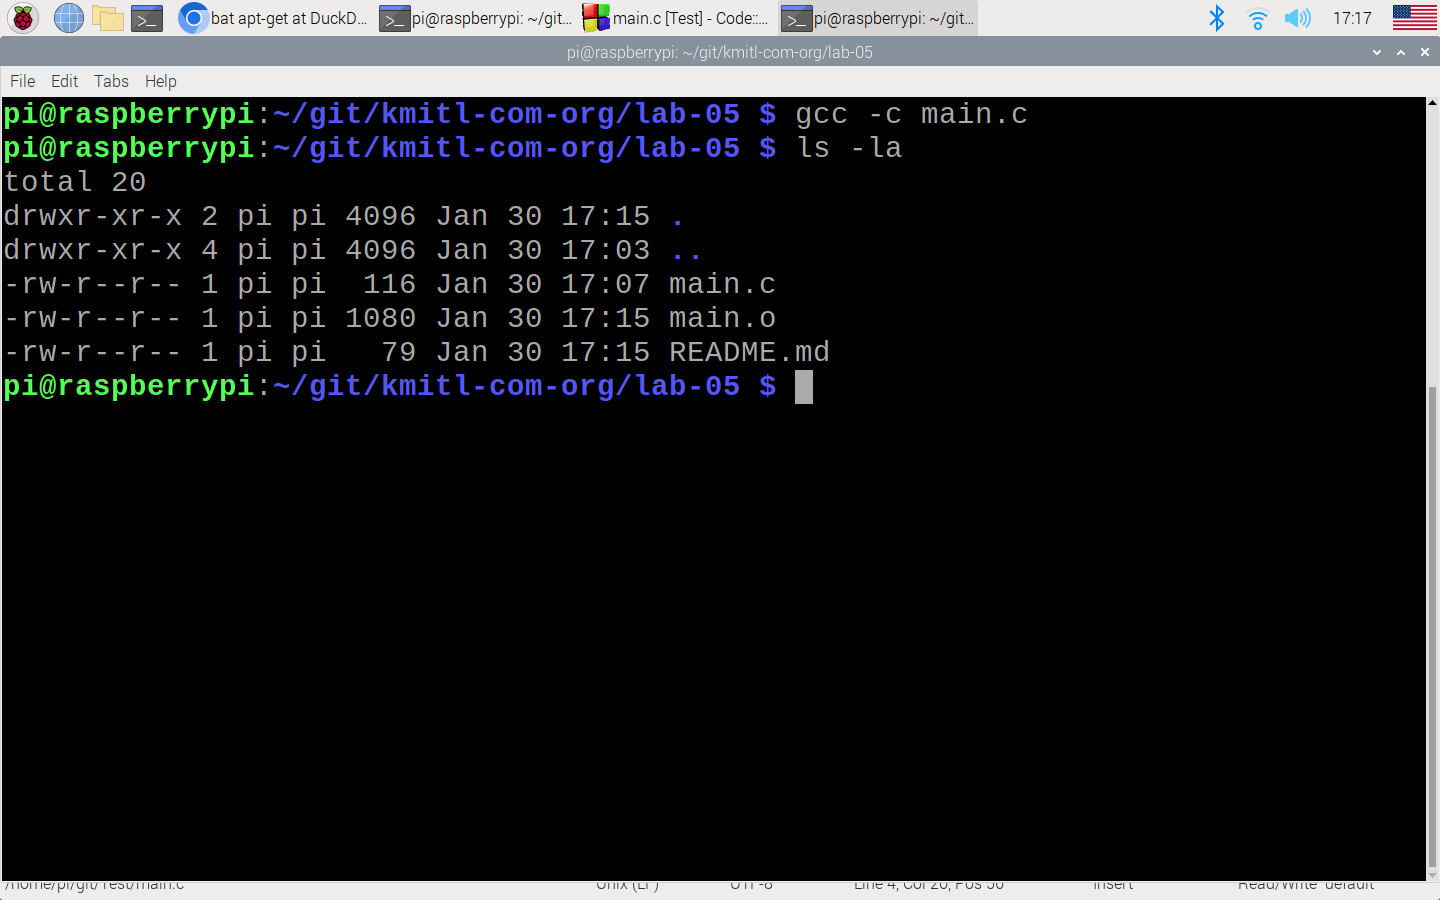 bat apt-get at DuckD... pi@raspberrypi: ~/git... main.c [Test] - Code::... pi@raspberrypi: ~/git... 17:17
pi@raspberrypi: ~/git/kmitl-com-org/lab-05
File Edit Tabs Help
pi@raspberrypi:~/git/kmitl-com-org/lab-05 $ gcc -c main.c
pi@raspberrypi:~/git/kmitl-com-org/lab-05 $ ls -la
total 20
drwxr-xr-x 2 pi pi 4096 Jan 30 17:15 .
drwxr-xr-x 4 pi pi 4096 Jan 30 17:03 ..
-rw-r--r-- 1 pi pi  116 Jan 30 17:07 main.c
-rw-r--r-- 1 pi pi 1080 Jan 30 17:15 main.o
-rw-r--r-- 1 pi pi   79 Jan 30 17:15 README.md
pi@raspberrypi:~/git/kmitl-com-org/lab-05 $
/home/pi/git/Test/main.c Unix (LF) UTF-8 Line 4, Col 20, Pos 56 Insert Read/Write default